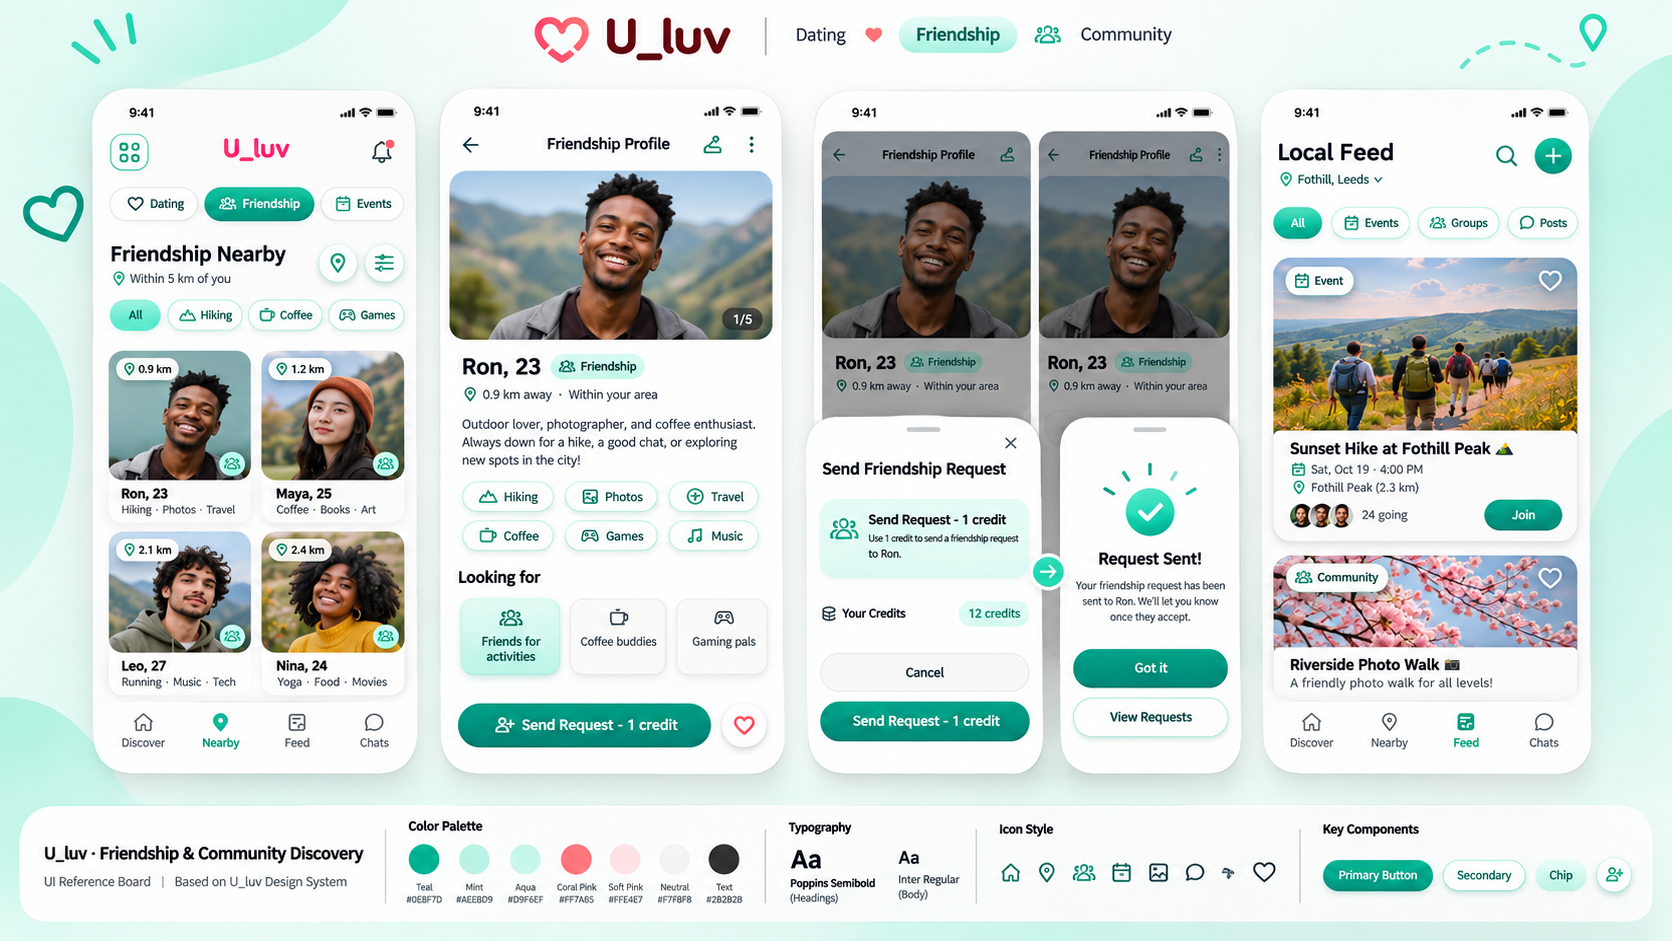 U_luv
Dating
Friendship
Community
9:41
U_luv
Dating
Friendship
Events
Friendship Nearby
Within 5 km of you
All
Hiking
Coffee
Games
0.9 km
Ron, 23
Hiking · Photos · Travel
1.2 km
Maya, 25
Coffee · Books · Art
2.1 km
Leo, 27
Running · Music · Tech
2.4 km
Nina, 24
Yoga · Food · Movies
Discover
Nearby
Feed
Chats
9:41
Friendship Profile
1/5
Ron, 23
Friendship
0.9 km away · Within your area
Outdoor lover, photographer, and coffee enthusiast.
Always down for a hike, a good chat, or exploring
new spots in the city!
Hiking
Photos
Travel
Coffee
Games
Music
Looking for
Friends for
activities
Coffee buddies
Gaming pals
Send Request - 1 credit
9:41
Friendship Profile
Ron, 23
Friendship
0.9 km away · Within your area
Send Friendship Request
Send Request - 1 credit
Use 1 credit to send a friendship request
to Ron.
Your Credits
12 credits
Cancel
Send Request - 1 credit
Friendship Profile
Ron, 23
Friendship
0.9 km away · Within your area
Request Sent!
Your friendship request has been
sent to Ron. We'll let you know
once they accept.
Got it
View Requests
9:41
Local Feed
Fothill, Leeds
All
Events
Groups
Posts
Event
Sunset Hike at Fothill Peak
Sat, Oct 19 · 4:00 PM
Fothill Peak (2.3 km)
24 going
Join
Community
Riverside Photo Walk
A friendly photo walk for all levels!
Discover
Nearby
Feed
Chats
U_luv · Friendship & Community Discovery
UI Reference Board | Based on U_luv Design System
Color Palette
Teal
#0E8F7D
Mint
#AEE8D9
Aqua
#D9F6EF
Coral Pink
#FF7A85
Soft Pink
#FFE4E7
Neutral
#F7F8F8
Text
#2B2B2B
Typography
Aa
Poppins Semibold
(Headings)
Aa
Inter Regular
(Body)
Icon Style
Key Components
Primary Button
Secondary
Chip